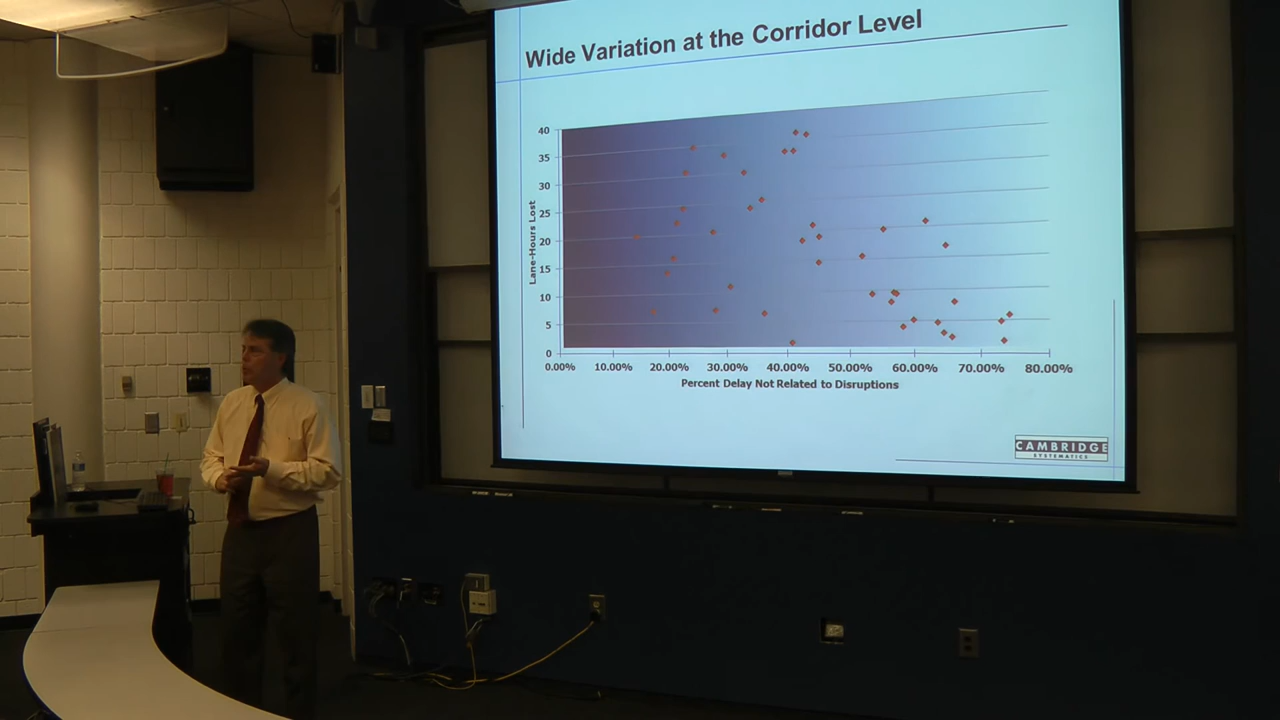 Wide Variation at the Corridor Level
40
35
30
25
20
15
10
5
0
Lane-Hours Lost
0.00% 10.00% 20.00% 30.00% 40.00% 50.00% 60.00% 70.00% 80.00%
Percent Delay Not Related to Disruptions
CAMBRIDGE
SYSTEMATICS